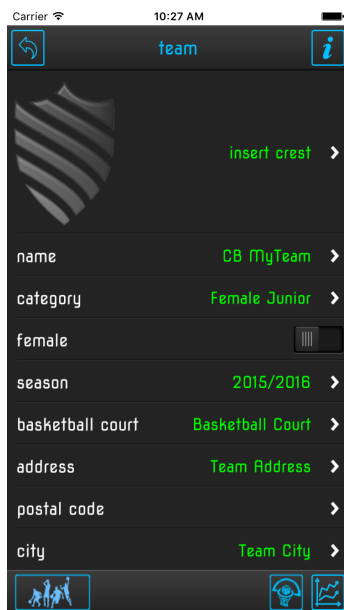 Carrier 10:27 AM
team
i
insert crest
name CB MyTeam
category Female Junior
female
season 2015/2016
basketball court Basketball Court
address Team Address
postal code
city Team City